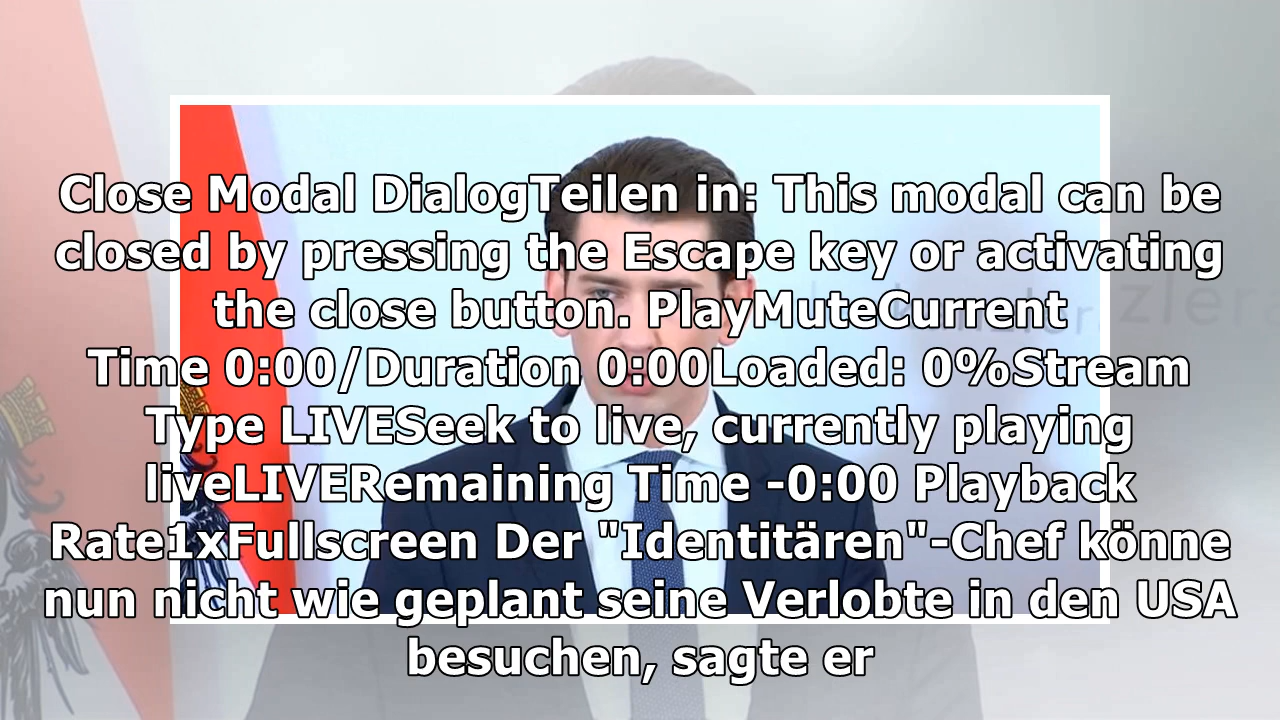 Close Modal DialogTeilen in: This modal can be
closed by pressing the Escape key or activating
the close button. PlayMuteCurrent
Time 0:00/Duration 0:00Loaded: 0%Stream
Type LIVESeek to live, currently playing
liveLIVERemaining Time -0:00 Playback
Rate1xFullscreen Der "Identitären"-Chef könne
nun nicht wie geplant seine Verlobte in den USA
besuchen, sagte er